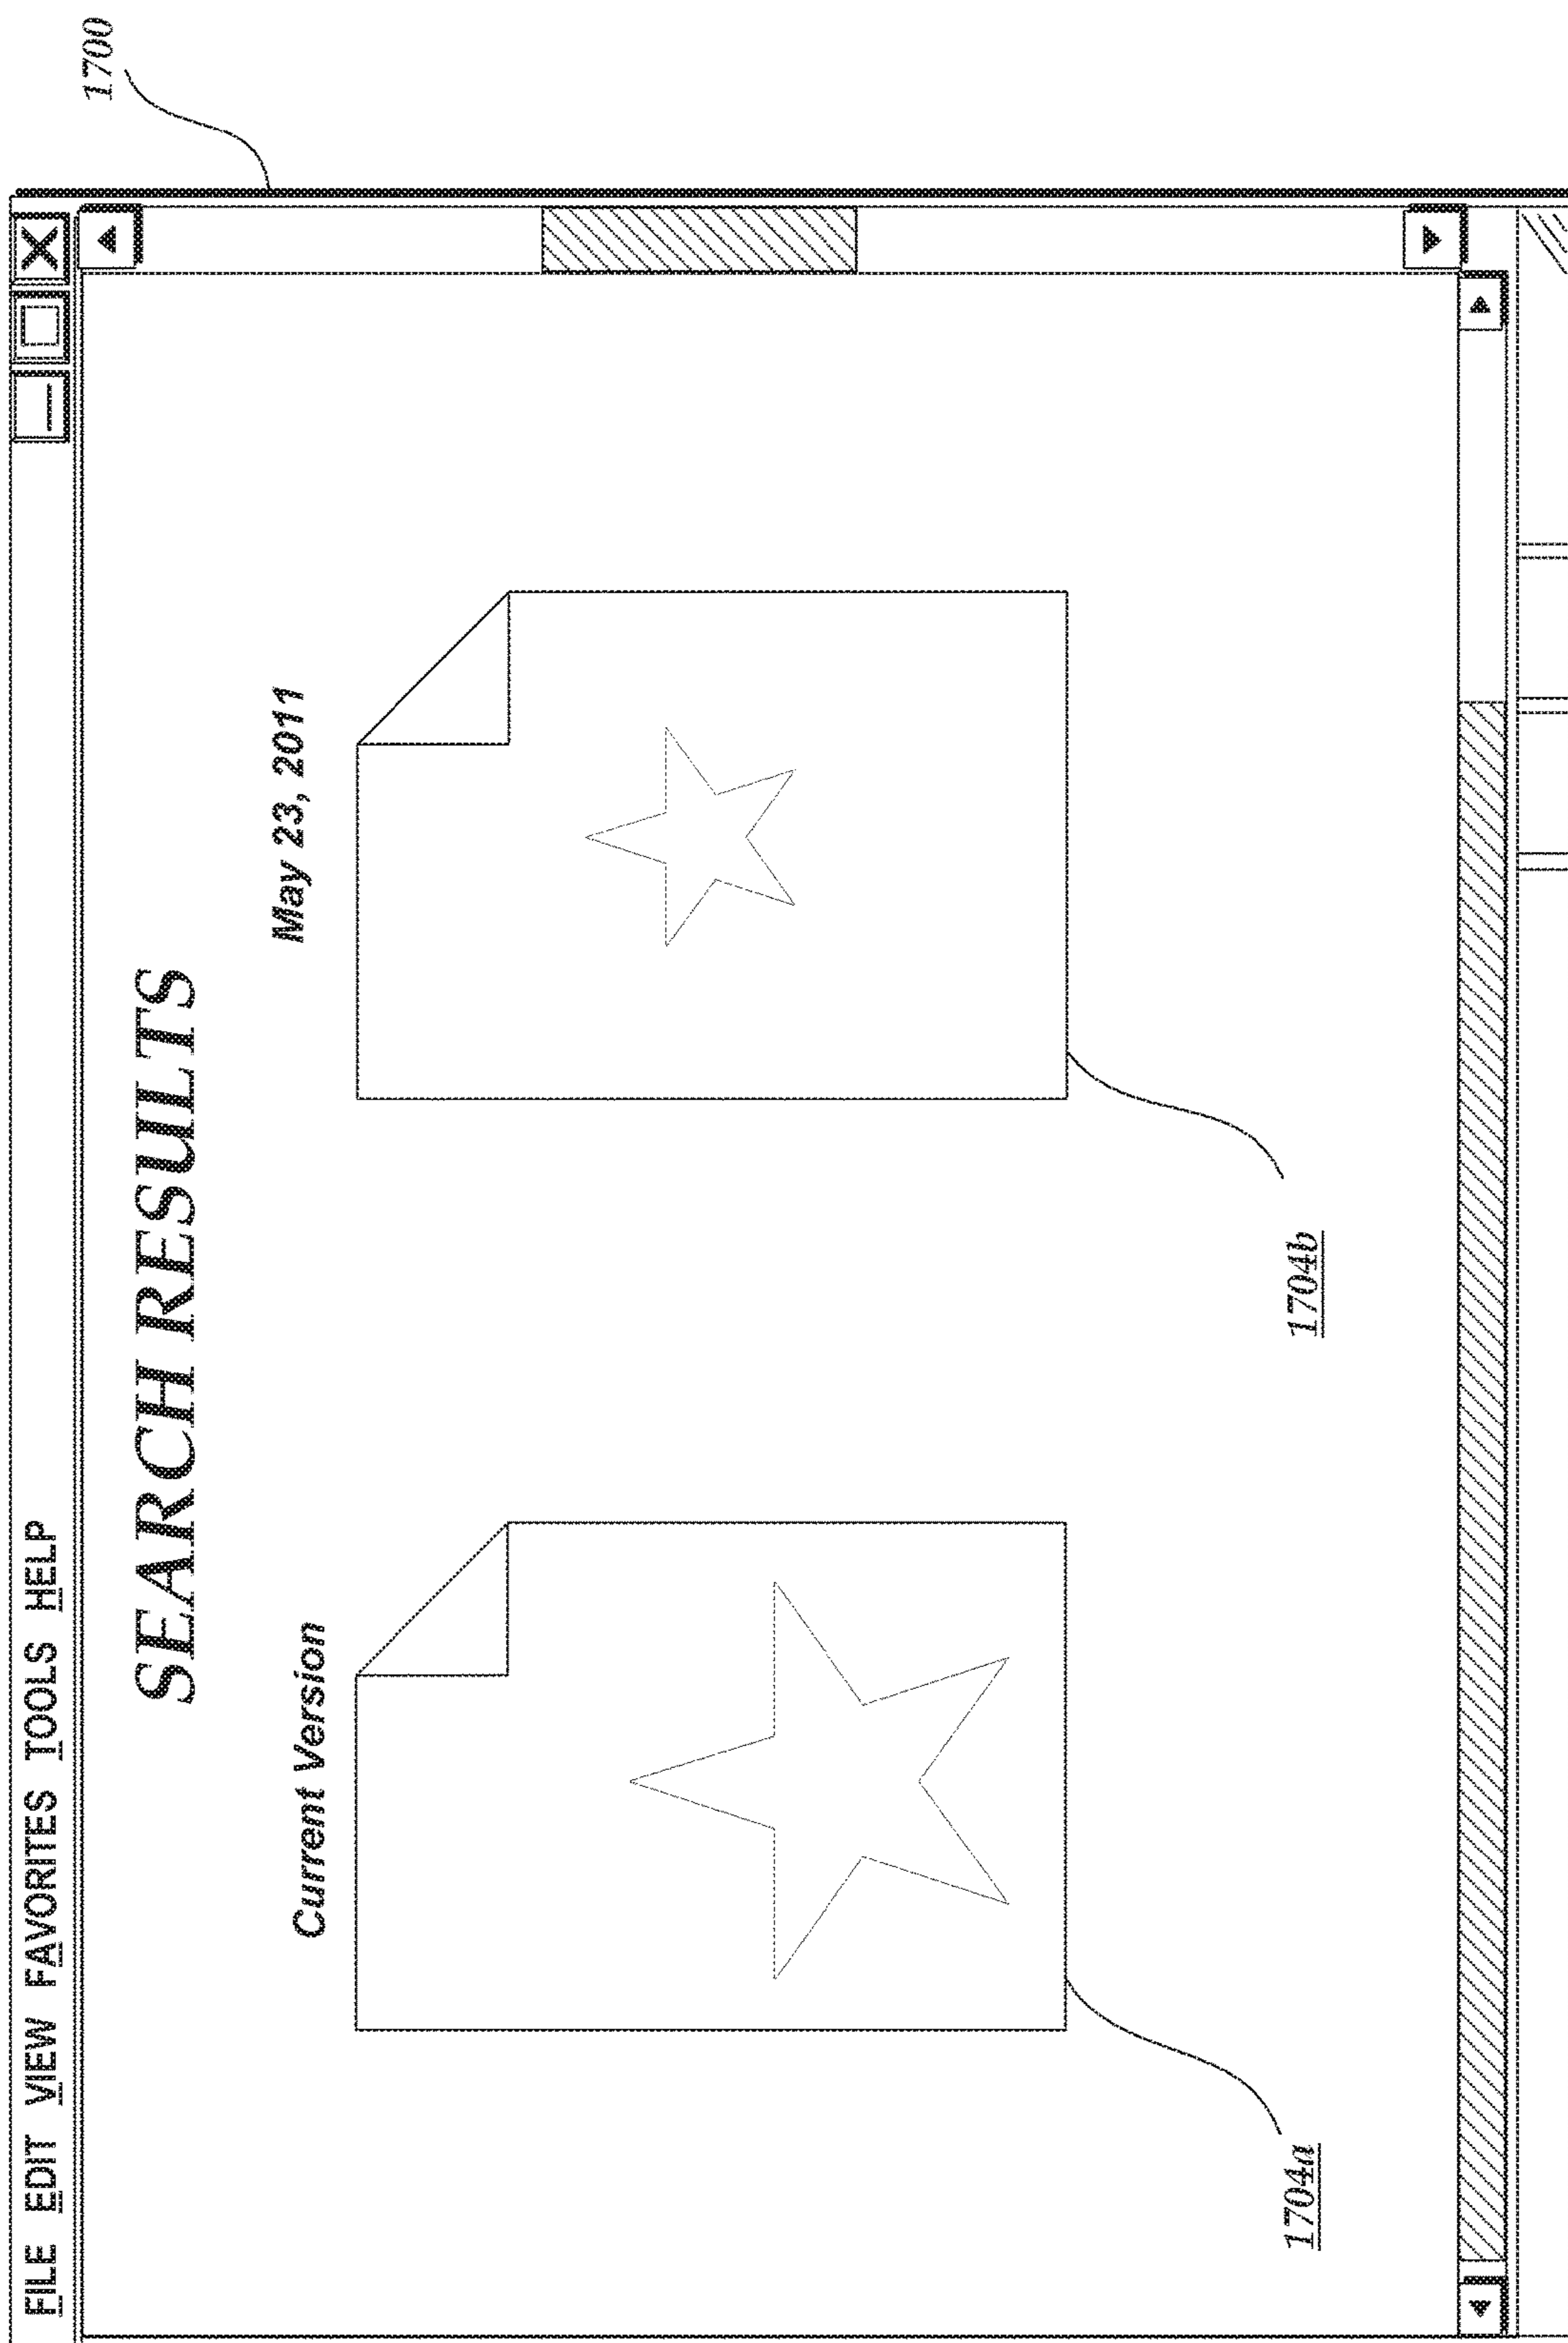 1700
FILE EDIT VIEW FAVORITES TOOLS HELP
SEARCH RESULTS
Current Version
May 23, 2011
1704a
1704b